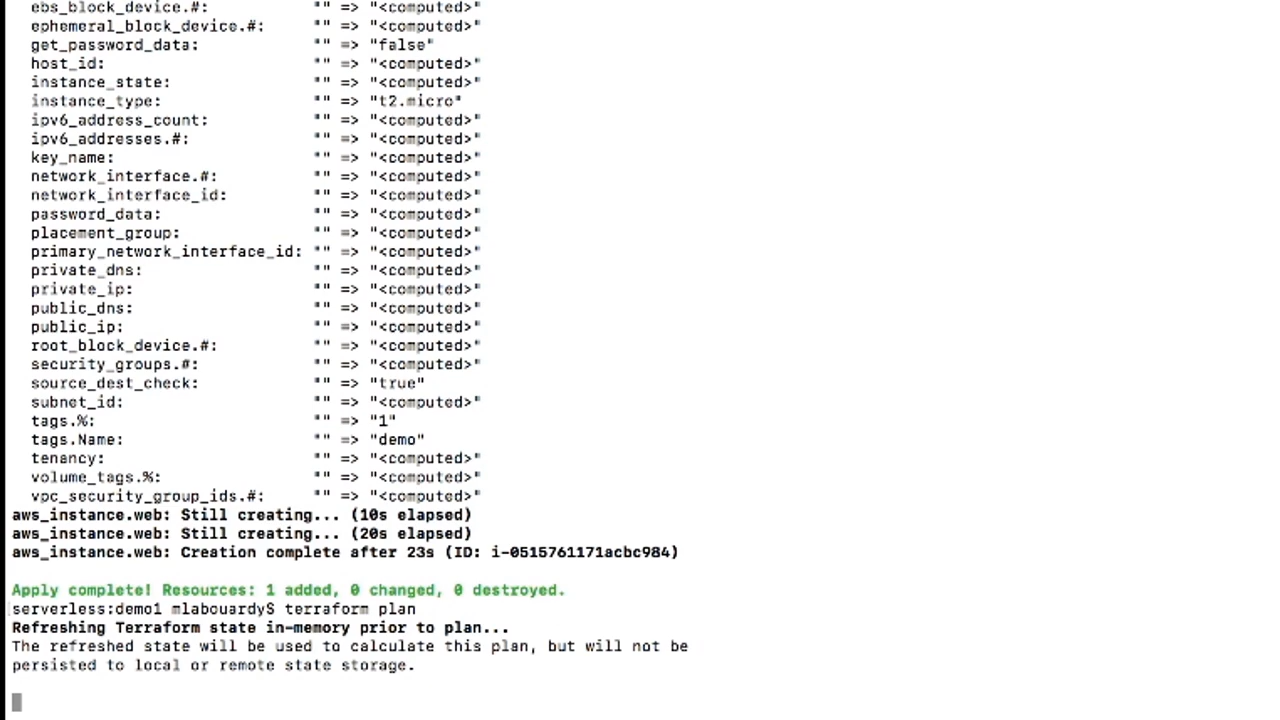 ebs_block_device.#: "" => "<computed>"
ephemeral_block_device.#: "" => "<computed>"
get_password_data: "" => "false"
host_id: "" => "<computed>"
instance_state: "" => "<computed>"
instance_type: "" => "t2.micro"
ipv6_address_count: "" => "<computed>"
ipv6_addresses.#: "" => "<computed>"
key_name: "" => "<computed>"
network_interface.#: "" => "<computed>"
network_interface_id: "" => "<computed>"
password_data: "" => "<computed>"
placement_group: "" => "<computed>"
primary_network_interface_id: "" => "<computed>"
private_dns: "" => "<computed>"
private_ip: "" => "<computed>"
public_dns: "" => "<computed>"
public_ip: "" => "<computed>"
root_block_device.#: "" => "<computed>"
security_groups.#: "" => "<computed>"
source_dest_check: "" => "true"
subnet_id: "" => "<computed>"
tags.%: "" => "1"
tags.Name: "" => "demo"
tenancy: "" => "<computed>"
volume_tags.%: "" => "<computed>"
vpc_security_group_ids.#: "" => "<computed>"
aws_instance.web: Still creating... (10s elapsed)
aws_instance.web: Still creating... (20s elapsed)
aws_instance.web: Creation complete after 23s (ID: i-0515761171acbc984)
Apply complete! Resources: 1 added, 0 changed, 0 destroyed.
serverless:demo1 mlabouardy$ terraform plan
Refreshing Terraform state in-memory prior to plan...
The refreshed state will be used to calculate this plan, but will not be
persisted to local or remote state storage.